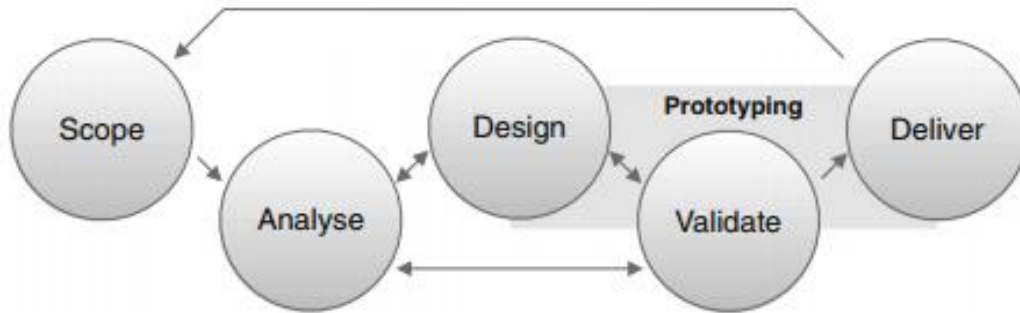 Scope
Analyse
Design
Prototyping
Validate
Deliver